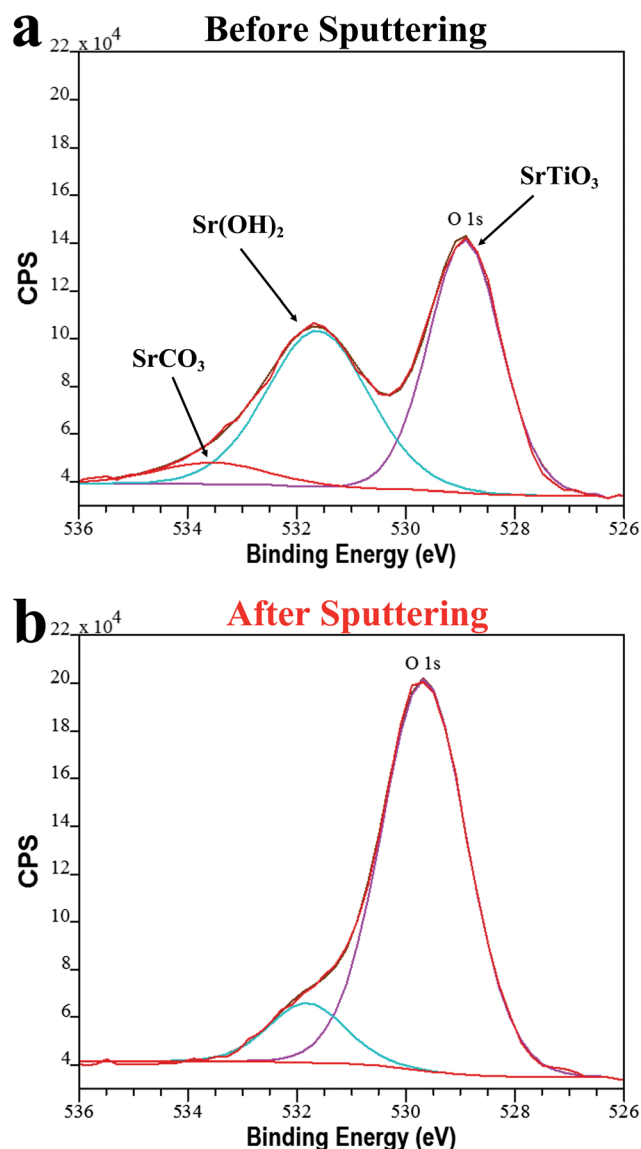 a Before Sputtering
22 x 10⁴
20
18
16
14
12
10
8
6
4
CPS
SrTiO₃
O 1s
Sr(OH)₂
SrCO₃
536 534 532 530 528 526
Binding Energy (eV)
b After Sputtering
22 x 10⁴
20
18
16
14
12
10
8
6
4
CPS
O 1s
536 534 532 530 528 526
Binding Energy (eV)